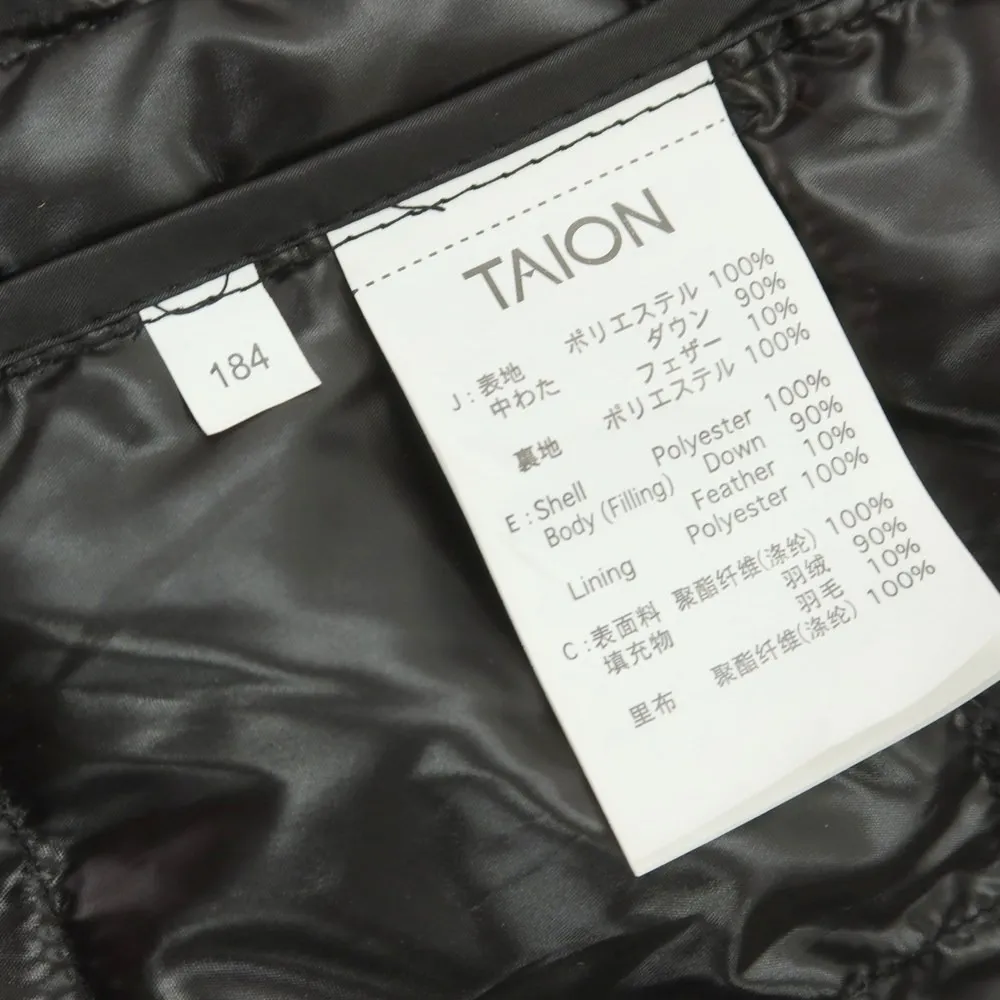 184
TAION
J : 表地 ポリエステル 100%
中わた ダウン 90%
フェザー 10%
裏地 ポリエステル 100%
E : Shell Polyester 100%
Body (Filling) Down 90%
Feather 10%
Lining Polyester 100%
C : 表面料 聚酯纤维(涤纶) 100%
填充物 羽绒 90%
羽毛 10%
里布 聚酯纤维(涤纶) 100%